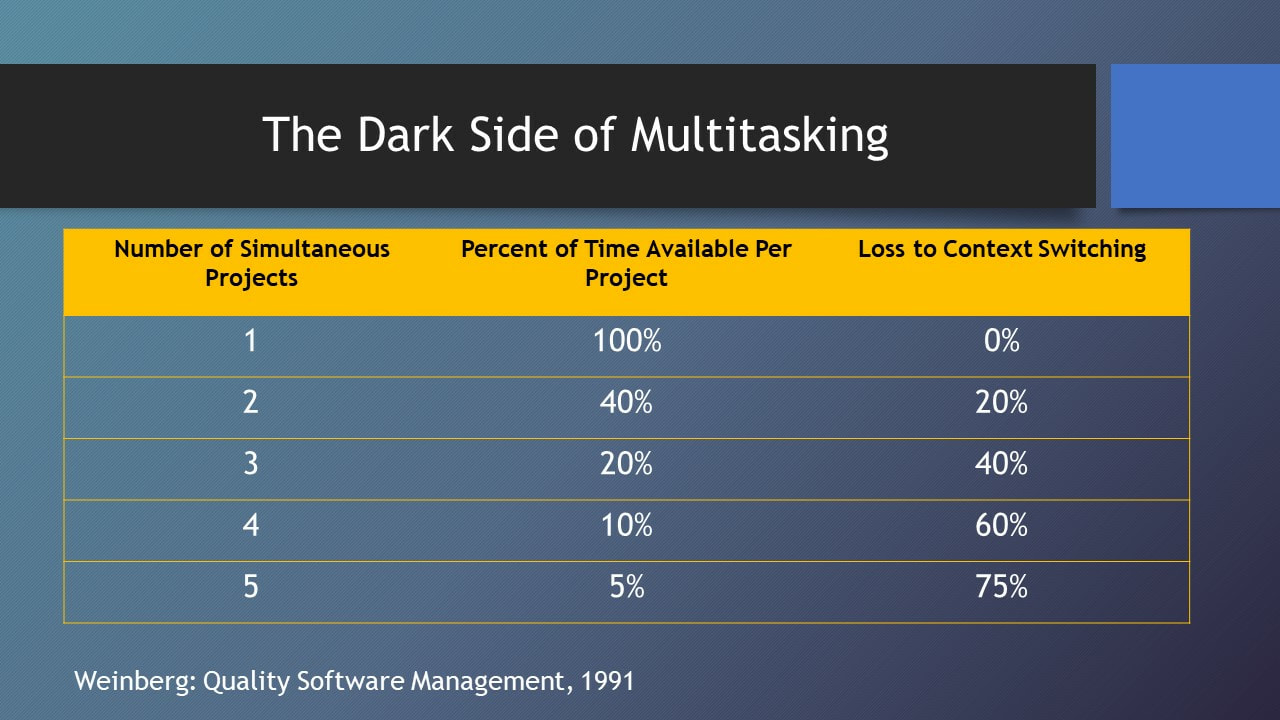 The Dark Side of Multitasking
Number of Simultaneous Projects Percent of Time Available Per Project Loss to Context Switching
1 100% 0%
2 40% 20%
3 20% 40%
4 10% 60%
5 5% 75%
Weinberg: Quality Software Management, 1991